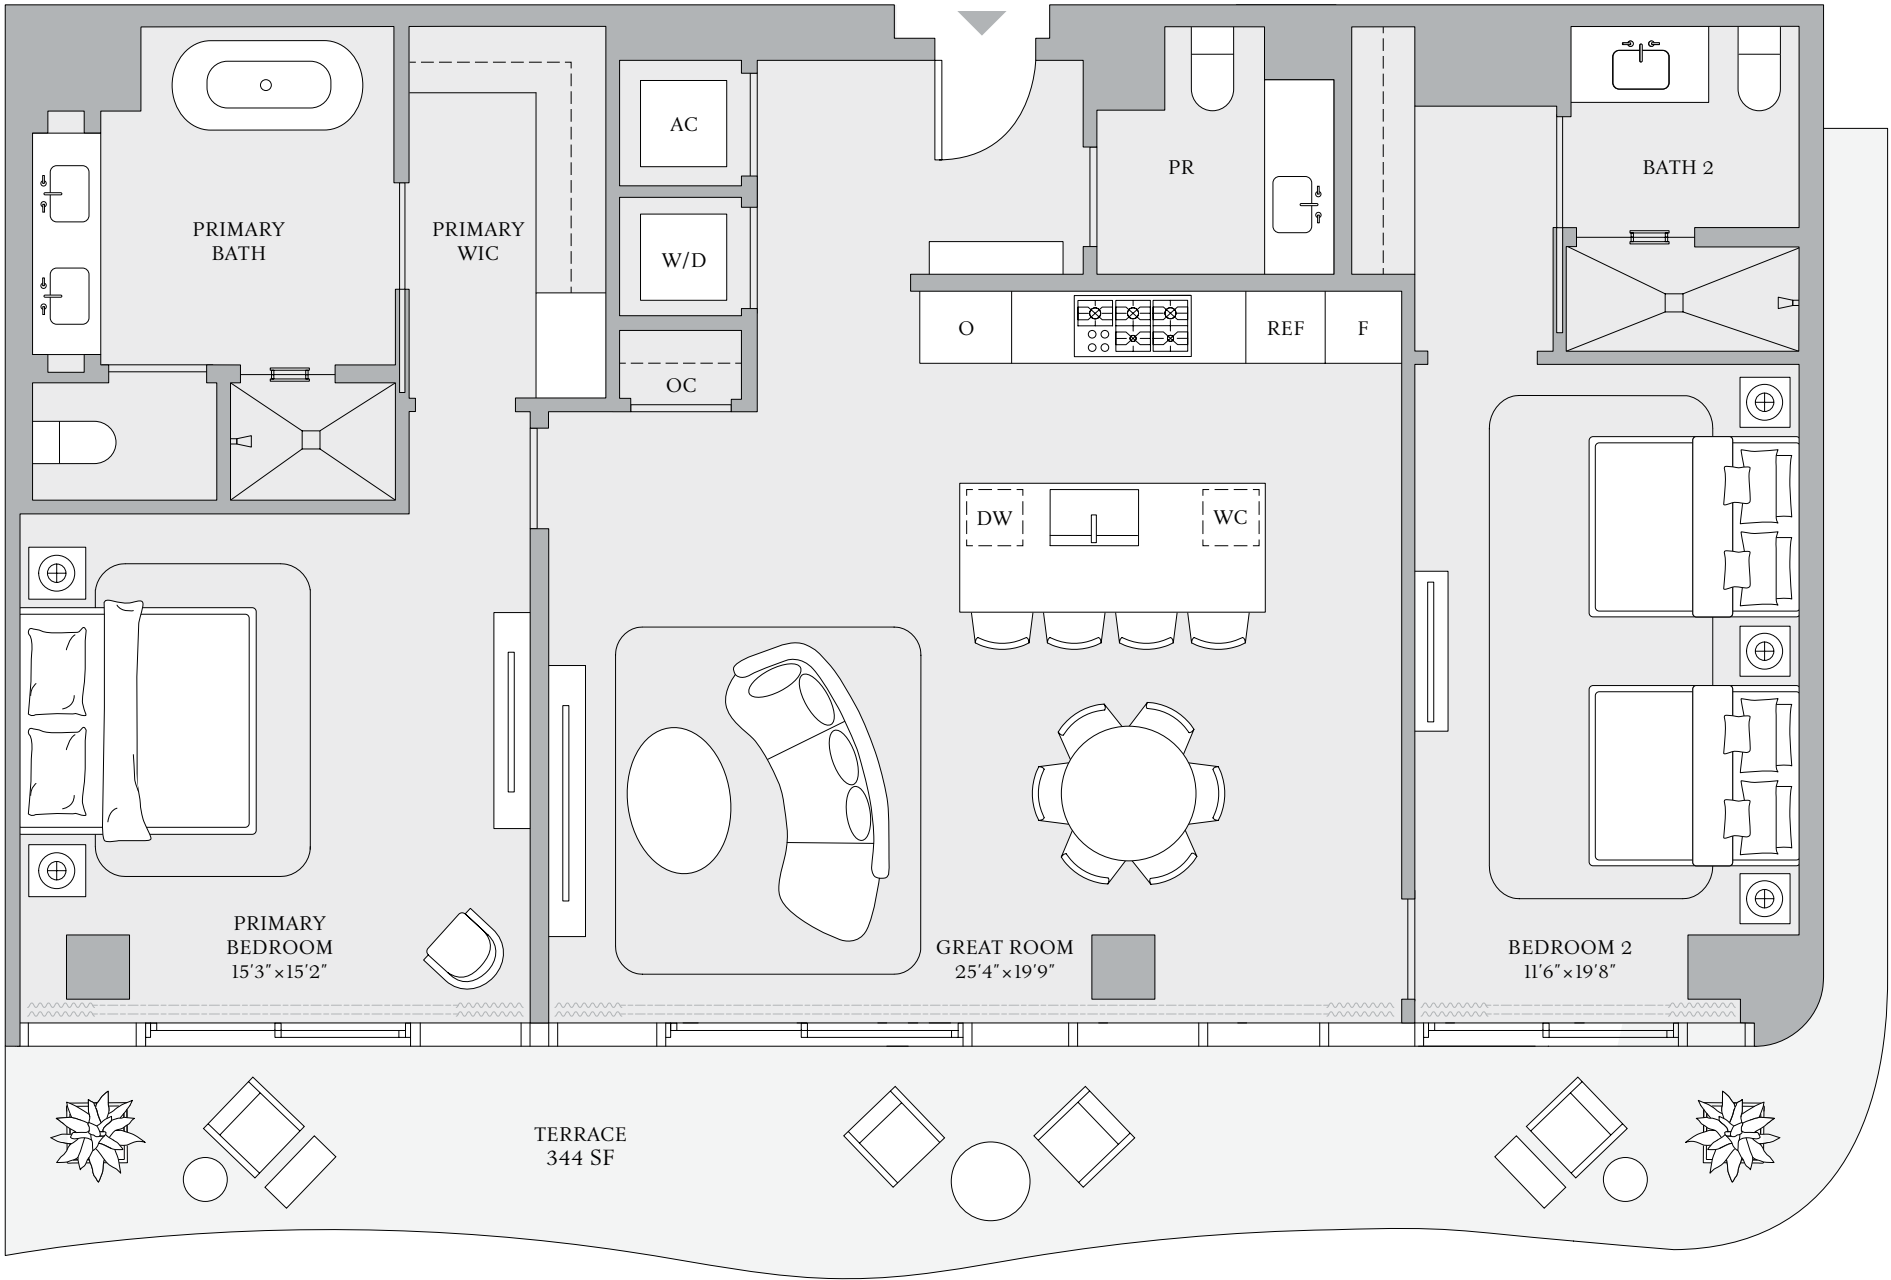 AC
PR
BATH 2
PRIMARY
BATH
PRIMARY
WIC
W/D
O
REF
F
OC
DW
WC
PRIMARY
BEDROOM
15'3"×15'2"
GREAT ROOM
25'4"×19'9"
BEDROOM 2
11'6"×19'8"
TERRACE
344 SF